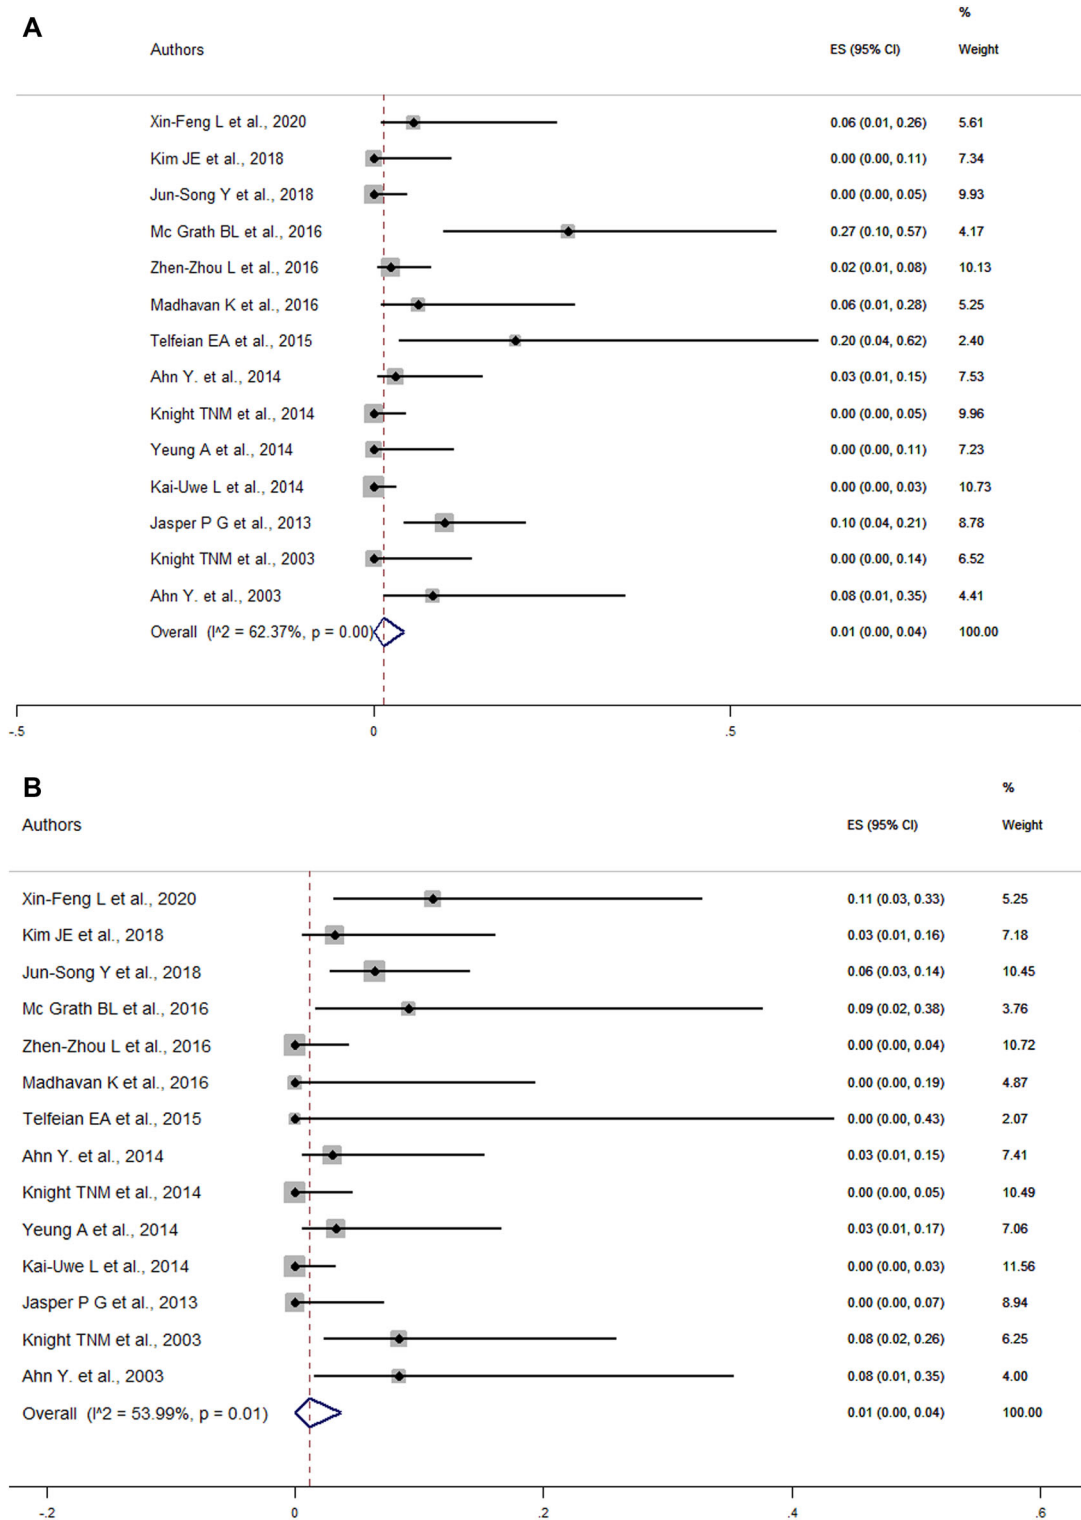 A
%
Authors ES (95% CI) Weight
Xin-Feng L et al., 2020 0.06 (0.01, 0.26) 5.61
Kim JE et al., 2018 0.00 (0.00, 0.11) 7.34
Jun-Song Y et al., 2018 0.00 (0.00, 0.05) 9.93
Mc Grath BL et al., 2016 0.27 (0.10, 0.57) 4.17
Zhen-Zhou L et al., 2016 0.02 (0.01, 0.08) 10.13
Madhavan K et al., 2016 0.06 (0.01, 0.28) 5.25
Telfeian EA et al., 2015 0.20 (0.04, 0.62) 2.40
Ahn Y. et al., 2014 0.03 (0.01, 0.15) 7.53
Knight TNM et al., 2014 0.00 (0.00, 0.05) 9.96
Yeung A et al., 2014 0.00 (0.00, 0.11) 7.23
Kai-Uwe L et al., 2014 0.00 (0.00, 0.03) 10.73
Jasper P G et al., 2013 0.10 (0.04, 0.21) 8.78
Knight TNM et al., 2003 0.00 (0.00, 0.14) 6.52
Ahn Y. et al., 2003 0.08 (0.01, 0.35) 4.41
Overall (I^2 = 62.37%, p = 0.00) 0.01 (0.00, 0.04) 100.00
-.5 0 .5
B
%
Authors ES (95% CI) Weight
Xin-Feng L et al., 2020 0.11 (0.03, 0.33) 5.25
Kim JE et al., 2018 0.03 (0.01, 0.16) 7.18
Jun-Song Y et al., 2018 0.06 (0.03, 0.14) 10.45
Mc Grath BL et al., 2016 0.09 (0.02, 0.38) 3.76
Zhen-Zhou L et al., 2016 0.00 (0.00, 0.04) 10.72
Madhavan K et al., 2016 0.00 (0.00, 0.19) 4.87
Telfeian EA et al., 2015 0.00 (0.00, 0.43) 2.07
Ahn Y. et al., 2014 0.03 (0.01, 0.15) 7.41
Knight TNM et al., 2014 0.00 (0.00, 0.05) 10.49
Yeung A et al., 2014 0.03 (0.01, 0.17) 7.06
Kai-Uwe L et al., 2014 0.00 (0.00, 0.03) 11.56
Jasper P G et al., 2013 0.00 (0.00, 0.07) 8.94
Knight TNM et al., 2003 0.08 (0.02, 0.26) 6.25
Ahn Y. et al., 2003 0.08 (0.01, 0.35) 4.00
Overall (I^2 = 53.99%, p = 0.01) 0.01 (0.00, 0.04) 100.00
-.2 0 .2 .4 .6